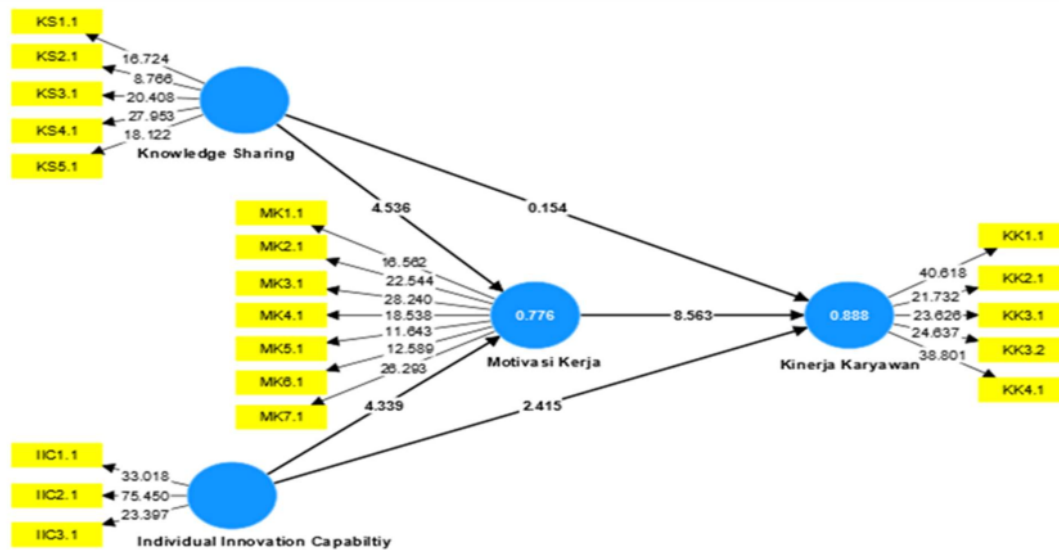 KS1.1
16.724
KS2.1
8.766
KS3.1
20.408
KS4.1
27.953
KS5.1
18.122
Knowledge Sharing
4.536
0.154
MK1.1
16.562
MK2.1
22.544
MK3.1
28.240
MK4.1
18.538
MK5.1
11.643
MK6.1
12.589
MK7.1
26.293
0.776
Motivasi Kerja
8.563
0.888
Kinerja Karyawan
KK1.1
40.618
KK2.1
21.732
KK3.1
23.626
KK3.2
24.637
KK4.1
38.801
4.339
2.415
IIC1.1
33.018
IIC2.1
75.450
IIC3.1
23.397
Individual Innovation Capabiltiy